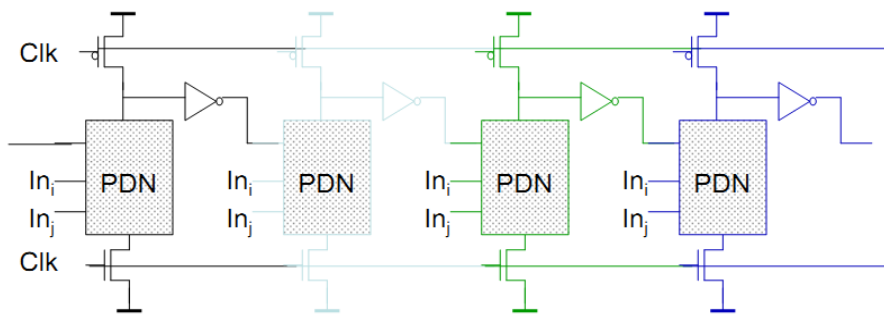 Clk
PDN PDN PDN PDN
In_i In_i In_i In_i
In_j In_j In_j In_j
Clk